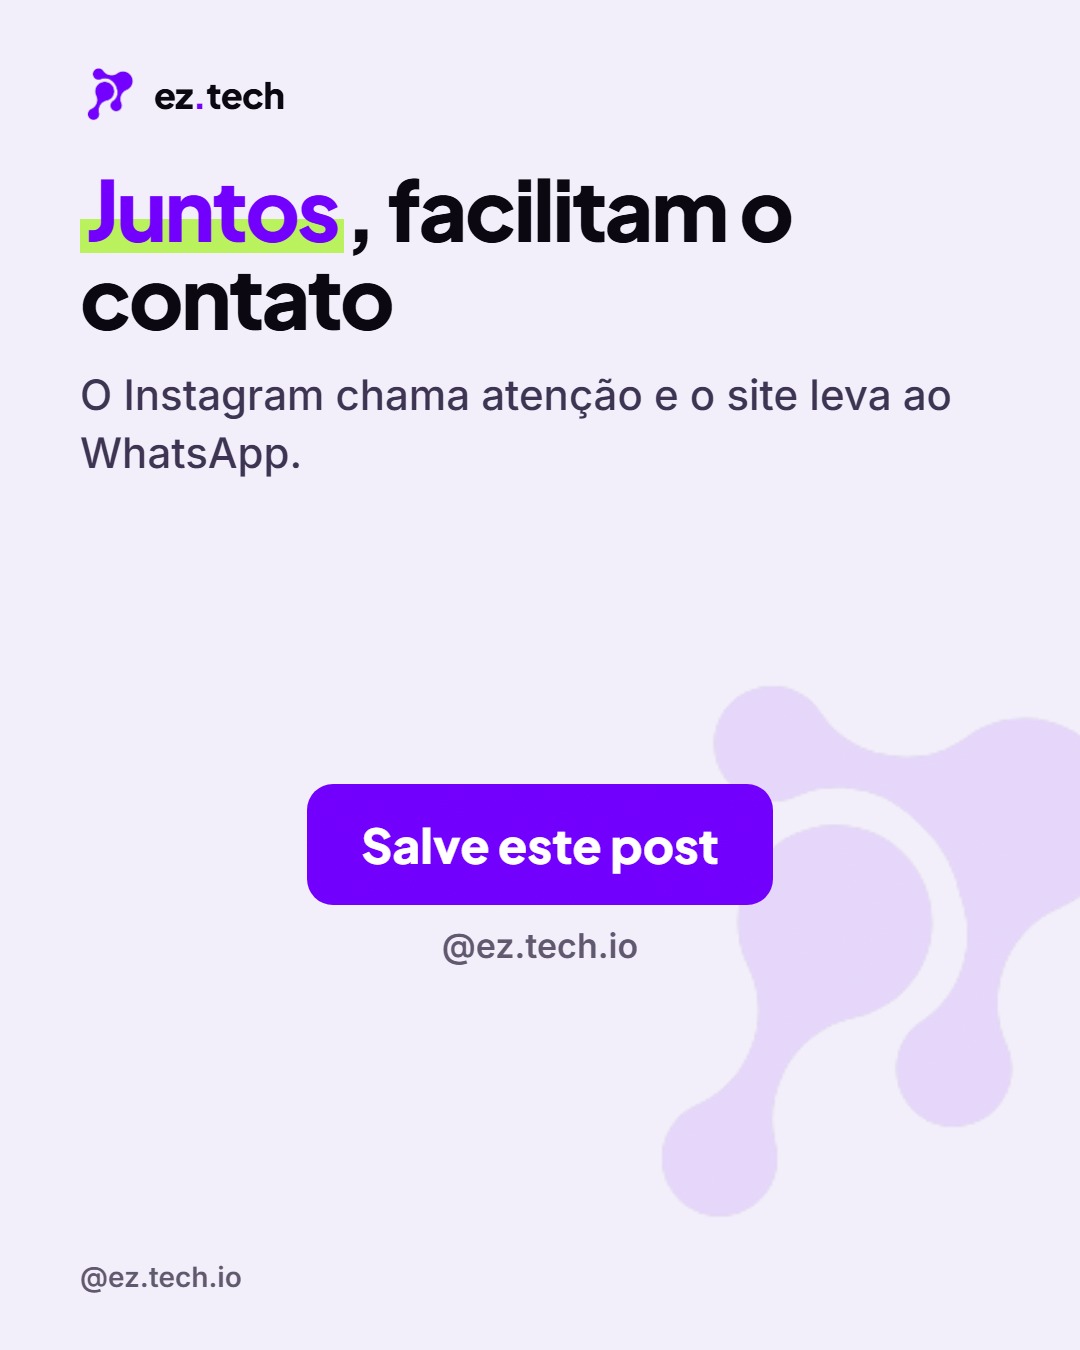 ez.tech
Juntos, facilitam o
contato
O Instagram chama atenção e o site leva ao
WhatsApp.
Salve este post
@ez.tech.io
@ez.tech.io